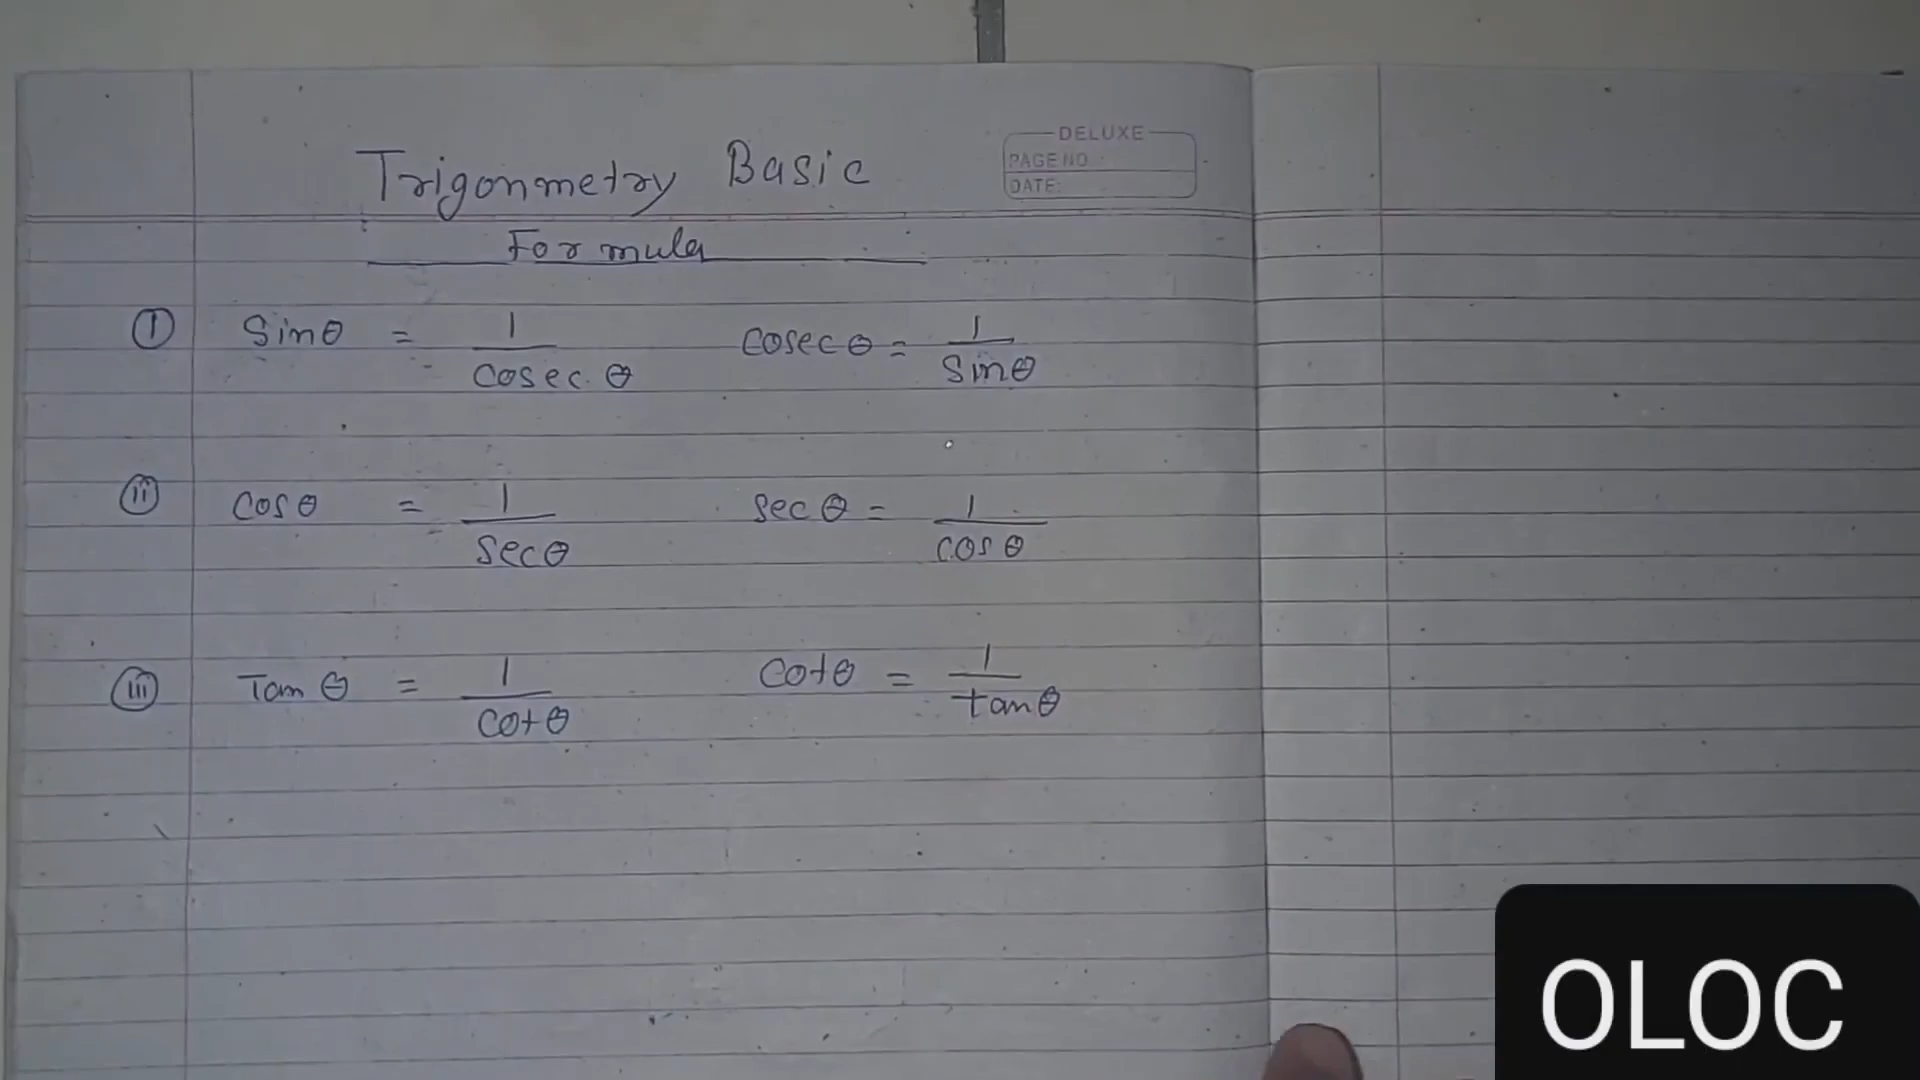 Trigonmetry Basic
DELUXE
PAGE NO :
DATE:
Formula
(i) Sinθ = 1/Cosec.θ    cosecθ = 1/Sinθ
(ii) cosθ = 1/Secθ    Secθ = 1/cosθ
(iii) Tanθ = 1/Cotθ    Cotθ = 1/tanθ
OLOC